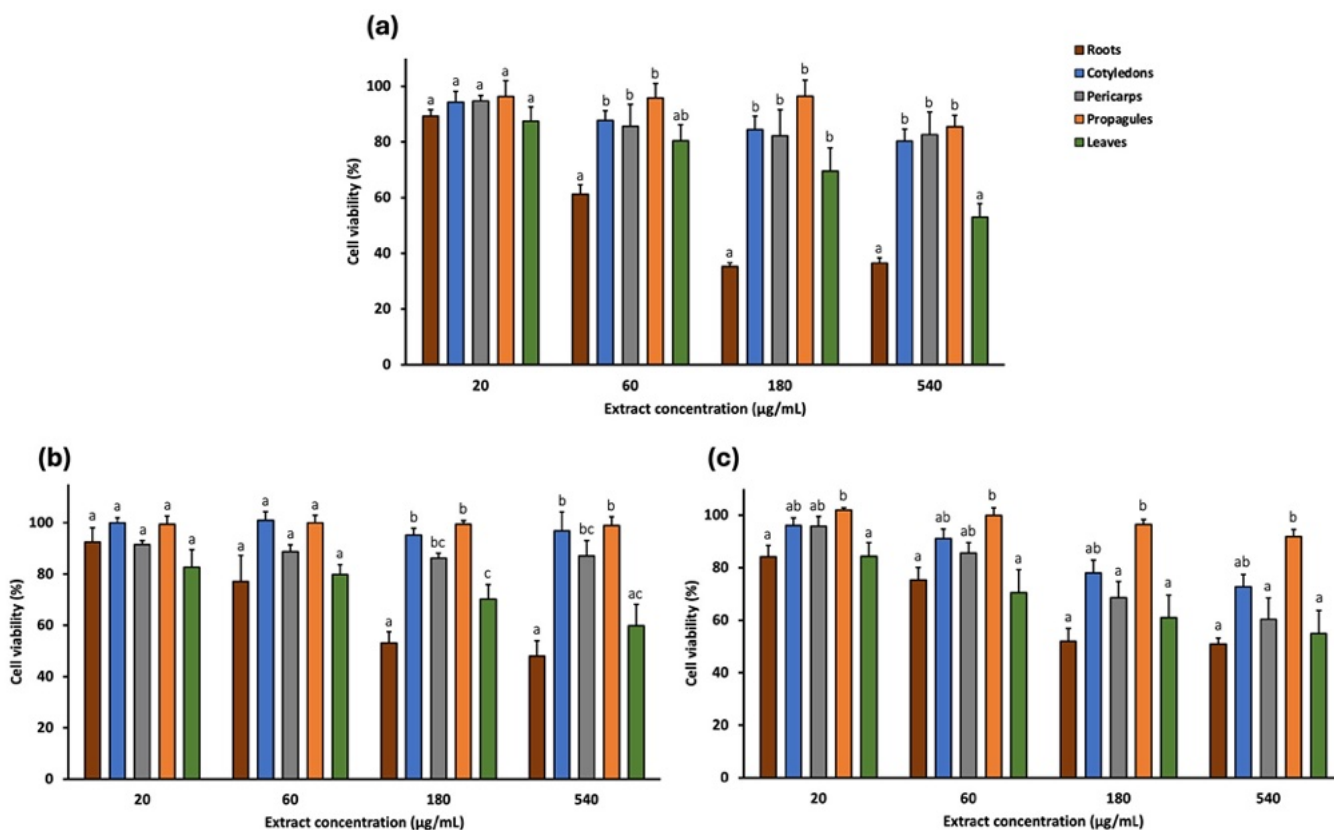 (a)
Roots
Cotyledons
Pericarps
Propagules
Leaves
Cell viability (%)
100
80
60
40
20
0
a a a a a
a b b b ab
a b b b b
a b b b a
20 60 180 540
Extract concentration (µg/mL)
(b)
Cell viability (%)
100
80
60
40
20
0
a a a a a
a a a a a
a b bc b c
a b bc b ac
20 60 180 540
Extract concentration (µg/mL)
(c)
Cell viability (%)
100
80
60
40
20
0
a ab ab b a
a ab ab b a
a ab a b a
a ab a b a
20 60 180 540
Extract concentration (µg/mL)